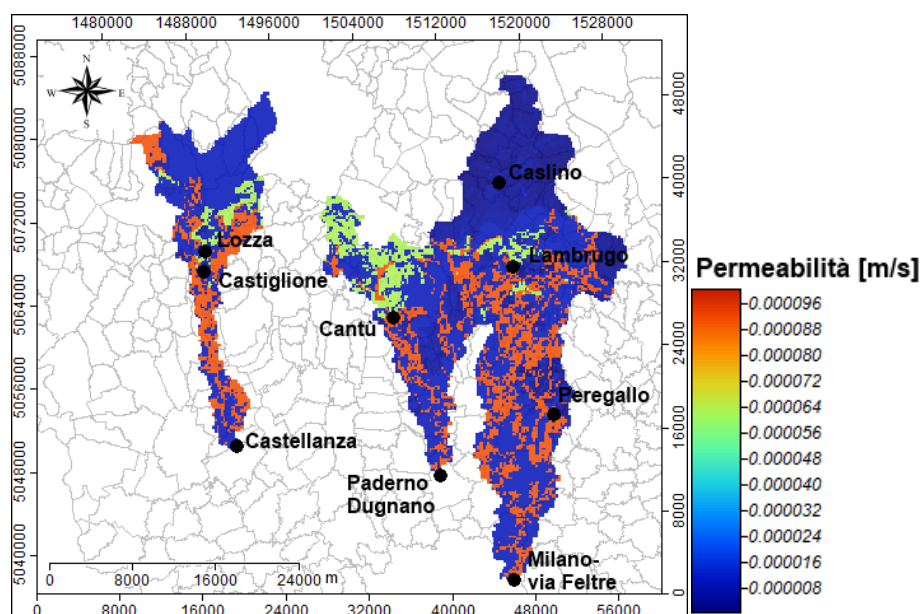 1480000 1488000 1496000 1504000 1512000 1520000 1528000
5088000
5080000
5072000
5064000
5056000
5048000
5040000
N
W E
S
48000
40000
32000
24000
16000
8000
0
Caslino
Lozza
Lambrugo
Castiglione
Cantù
Peregallo
Castellanza
Paderno
Dugnano
Milano-
via Feltre
0 8000 16000 24000 m
0 8000 16000 24000 32000 40000 48000 56000
Permeabilità [m/s]
0.000096
0.000088
0.000080
0.000072
0.000064
0.000056
0.000048
0.000040
0.000032
0.000024
0.000016
0.000008